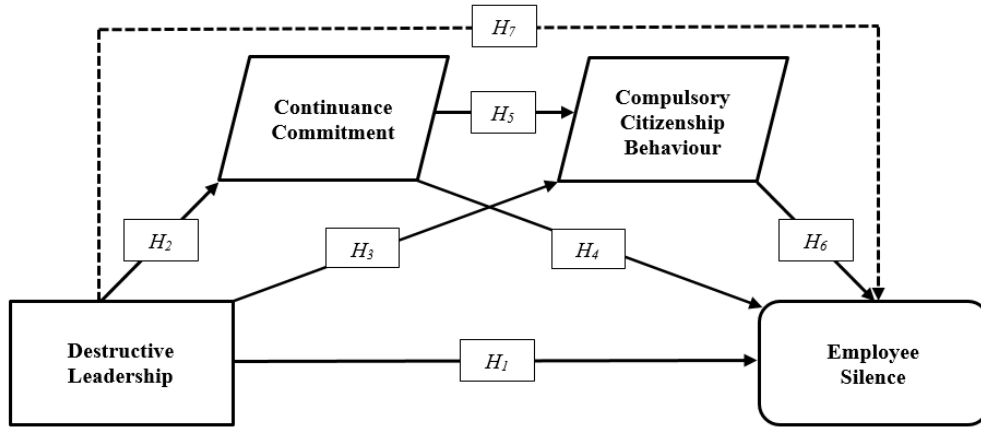 H7
Continuance
Commitment
H5
Compulsory
Citizenship
Behaviour
H2
H3
H4
H6
Destructive
Leadership
H1
Employee
Silence